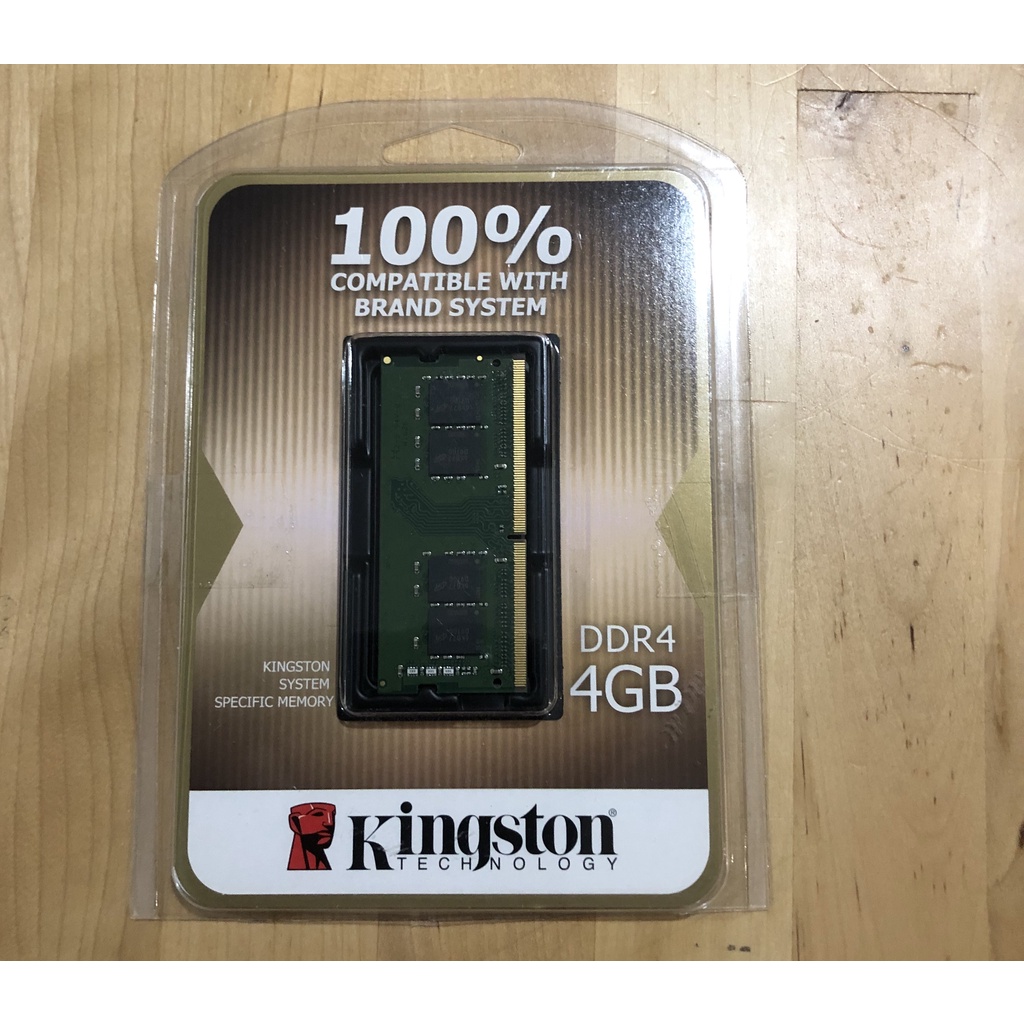 100%
COMPATIBLE WITH
BRAND SYSTEM
DDR4
4GB
KINGSTON
SYSTEM
SPECIFIC MEMORY
Kingston®
TECHNOLOGY